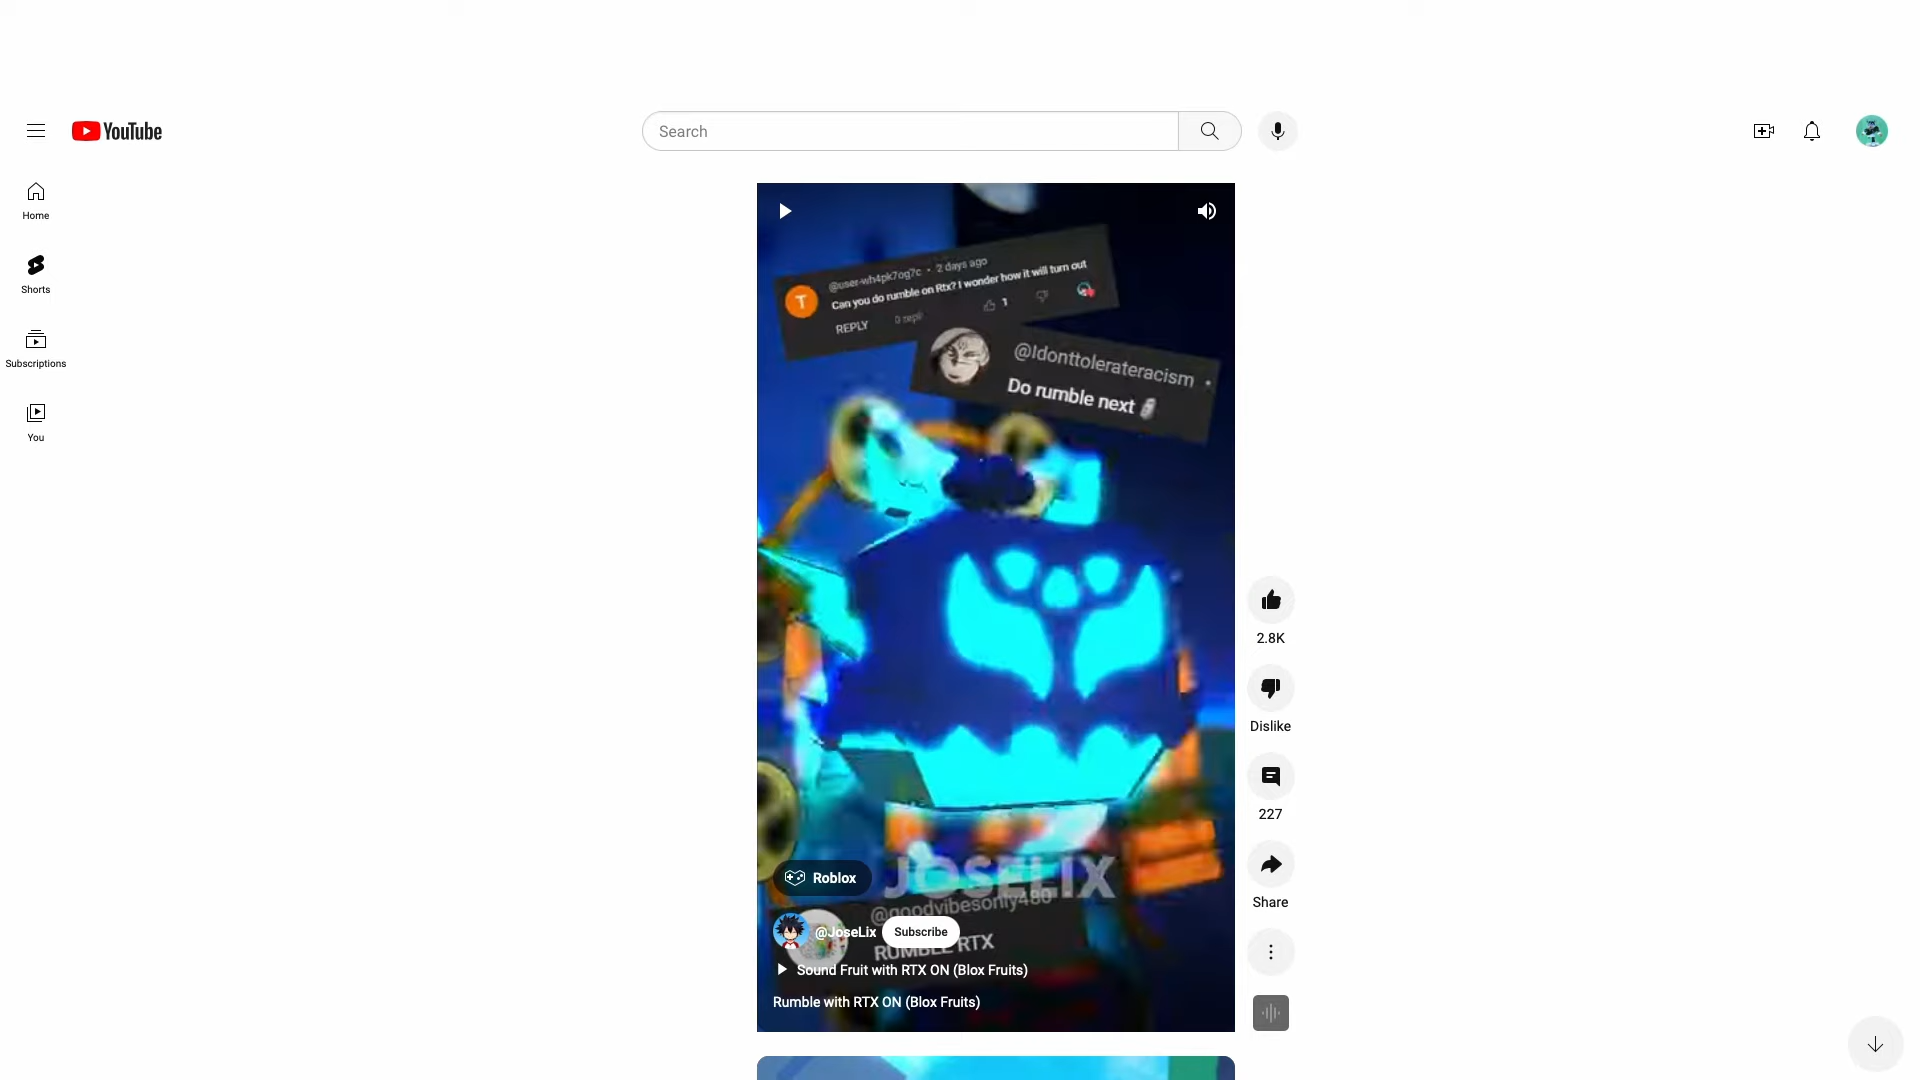 YouTube
Search
Home
Shorts
Subscriptions
You
@user-wh4pk7og7c • 2 days ago
Can you do rumble on Rtx? I wonder how it will turn out
1
REPLY
T
@Idonttolerateracism •
Do rumble next 🗿
2.8K
Dislike
227
Share
Roblox
JOSELIX
@goodvibesonly480
@JoseLix
Subscribe
RUMBLE RTX
Sound Fruit with RTX ON (Blox Fruits)
Rumble with RTX ON (Blox Fruits)